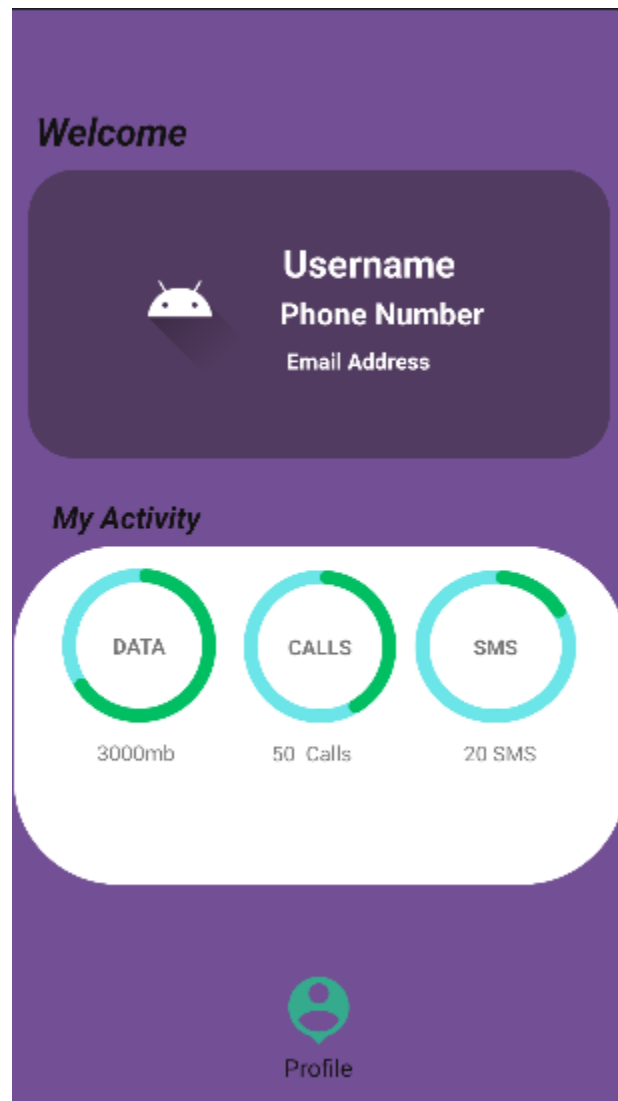 Welcome
Username
Phone Number
Email Address
My Activity
DATA CALLS SMS
3000mb 50 Calls 20 SMS
Profile